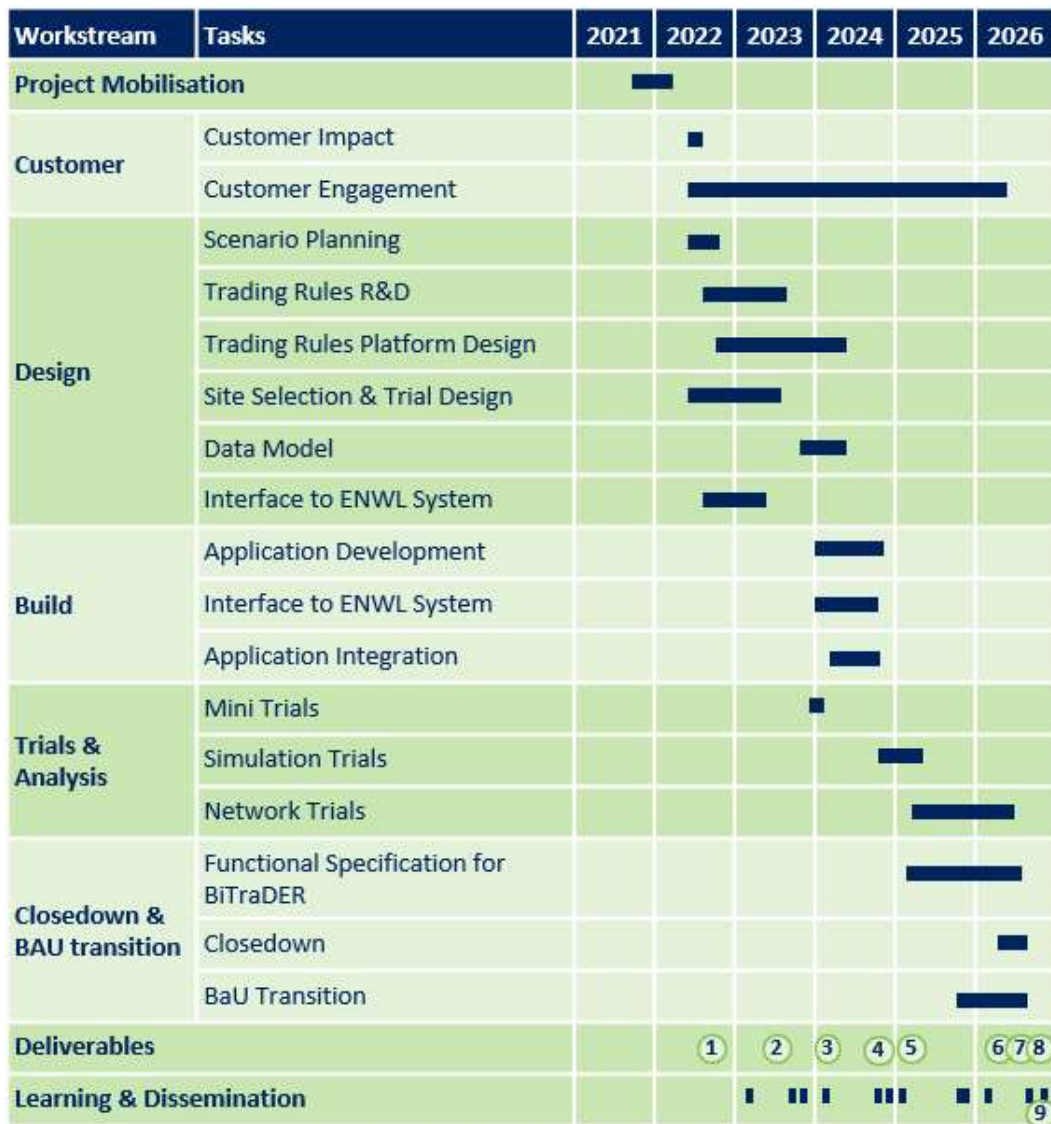 Workstream Tasks 2021 2022 2023 2024 2025 2026
Project Mobilisation
Customer
Customer Impact
Customer Engagement
Design
Scenario Planning
Trading Rules R&D
Trading Rules Platform Design
Site Selection & Trial Design
Data Model
Interface to ENWL System
Build
Application Development
Interface to ENWL System
Application Integration
Trials &
Analysis
Mini Trials
Simulation Trials
Network Trials
Closedown &
BAU transition
Functional Specification for
BiTraDER
Closedown
BaU Transition
Deliverables 1 2 3 4 5 6 7 8
Learning & Dissemination
9